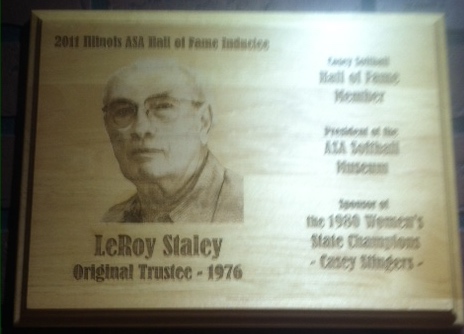 2011 Illinois ASA Hall of Fame Inductee
Casey Softball
Hall of Fame
Member
President of the
ASA Softball
Museum
Sponsor of
the 1980 Women's
State Champions
- Casey Stingers -
LeRoy Staley
Original Trustee - 1976